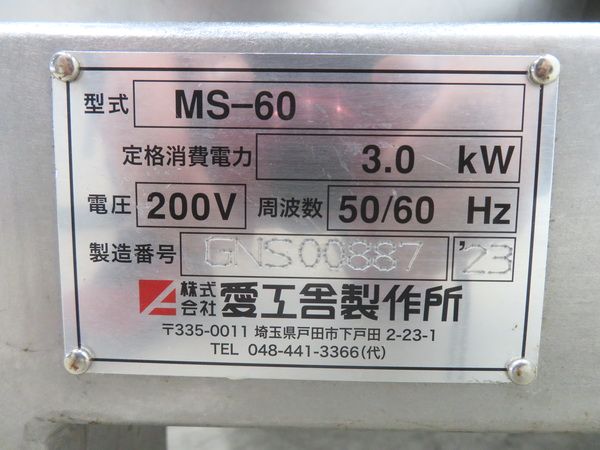 型式 MS-60
定格消費電力 3.0 kW
電圧 200V 周波数 50/60 Hz
製造番号 GNS00887 '23
株式会社 愛工舎製作所
〒335-0011 埼玉県戸田市下戸田 2-23-1
TEL 048-441-3366(代)